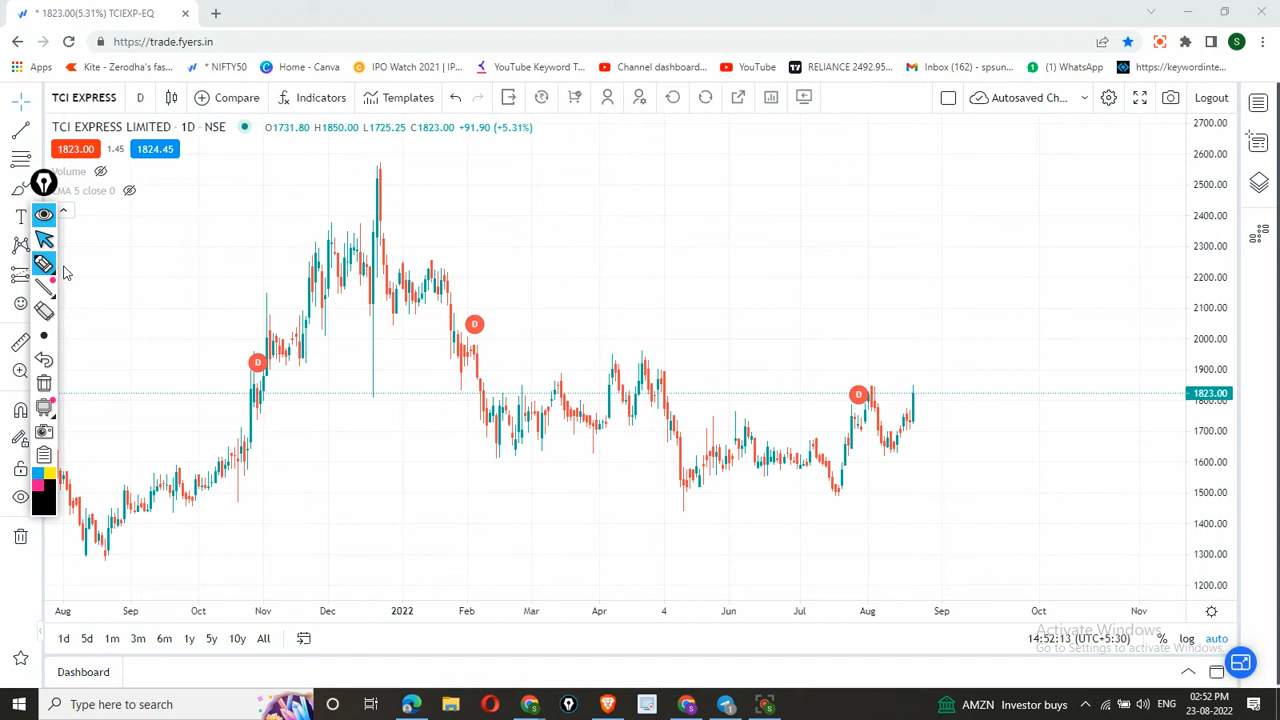 * 1823.00(5.31%) TCIEXP-EQ
https://trade.fyers.in
S
Apps
Kite - Zerodha's fas...
* NIFTY50
Home - Canva
IPO Watch 2021 | IP...
YouTube Keyword T...
Channel dashboard...
YouTube
RELIANCE 2492.95...
Inbox (162) - spsun...
(1) WhatsApp
https://keywordinte...
TCI EXPRESS
D
Compare
Indicators
Templates
Autosaved Ch...
Logout
TCI EXPRESS LIMITED · 1D · NSE
O1731.80 H1850.00 L1725.25 C1823.00 +91.90 (+5.31%)
1823.00
1.45
1824.45
Volume
MA 5 close 0
T
D
D
D
2700.00
2600.00
2500.00
2400.00
2300.00
2200.00
2100.00
2000.00
1900.00
1823.00
1800.00
1700.00
1600.00
1500.00
1400.00
1300.00
1200.00
Aug
Sep
Oct
Nov
Dec
2022
Feb
Mar
Apr
4
Jun
Jul
Aug
Sep
Oct
Nov
1d
5d
1m
3m
6m
1y
5y
10y
All
14:52:13 (UTC+5:30)
%
log
auto
Activate Windows
Go to Settings to activate Windows.
Dashboard
Type here to search
AMZN
Investor buys
ENG
02:52 PM
23-08-2022